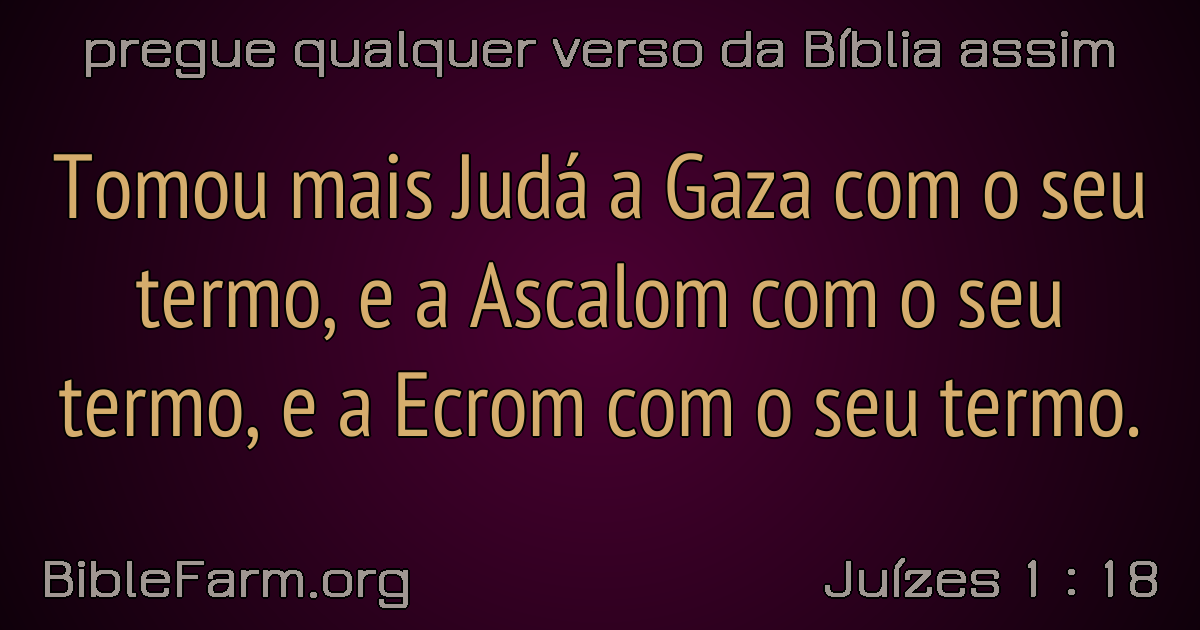 pregue qualquer verso da Bíblia assim
Tomou mais Judá a Gaza com o seu
termo, e a Ascalom com o seu
termo, e a Ecrom com o seu termo.
BibleFarm.org
Juízes 1 : 18